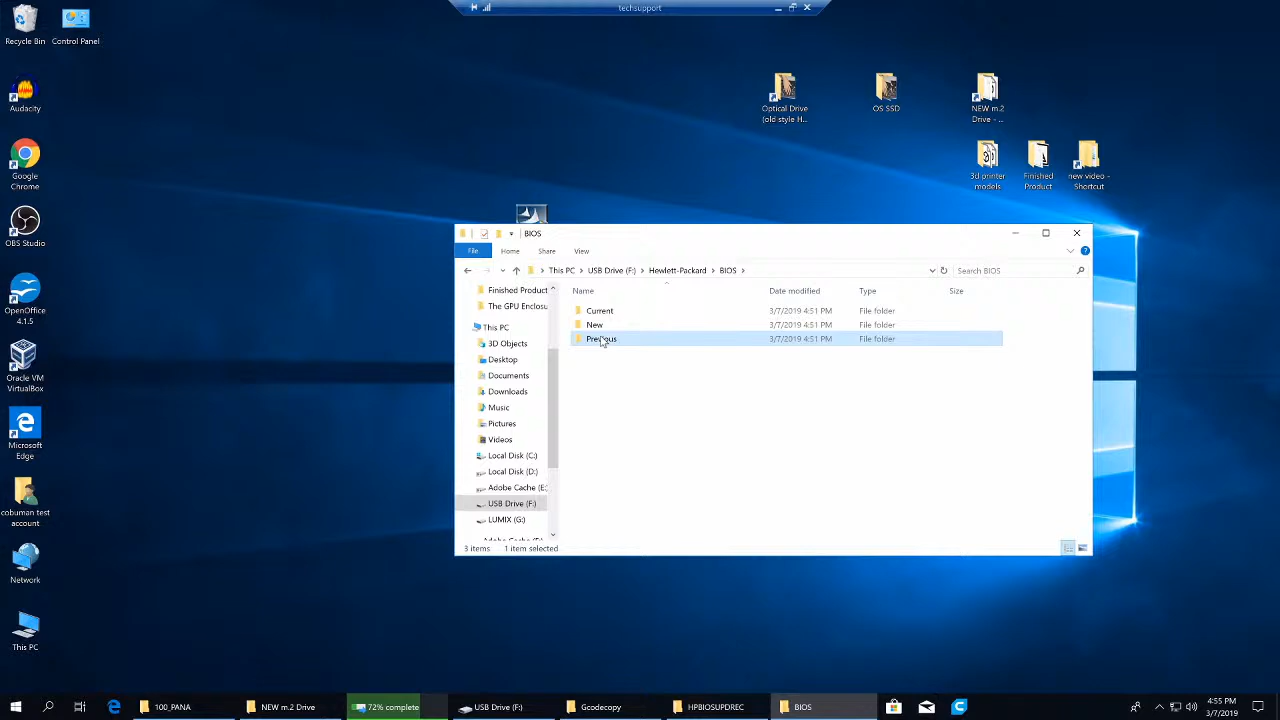 techsupport
Recycle Bin
Control Panel
Audacity
Optical Drive
(old style H...
OS SSD
NEW m.2
Drive - ...
Google
Chrome
3d printer
models
Finished
Product
new video -
Shortcut
OBS Studio
BIOS
File
Home
Share
View
This PC
USB Drive (F:)
Hewlett-Packard
BIOS
Search BIOS
OpenOffice
4.1.5
Finished Product
The GPU Enclosu
This PC
3D Objects
Desktop
Documents
Downloads
Music
Pictures
Videos
Local Disk (C:)
Local Disk (D:)
Adobe Cache (E:
USB Drive (F:)
LUMIX (G:)
Name
Date modified
Type
Size
Current
3/7/2019 4:51 PM
File folder
New
3/7/2019 4:51 PM
File folder
Previous
3/7/2019 4:51 PM
File folder
3 items
1 item selected
Oracle VM
VirtualBox
Microsoft
Edge
cobuman test
account
Network
This PC
100_PANA
NEW m.2 Drive
72% complete
USB Drive (F:)
Gcodecopy
HPBIOSUPDREC
BIOS
4:55 PM
3/7/2019